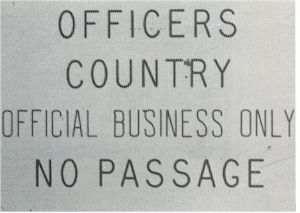 OFFICERS
COUNTRY
OFFICIAL BUSINESS ONLY
NO PASSAGE